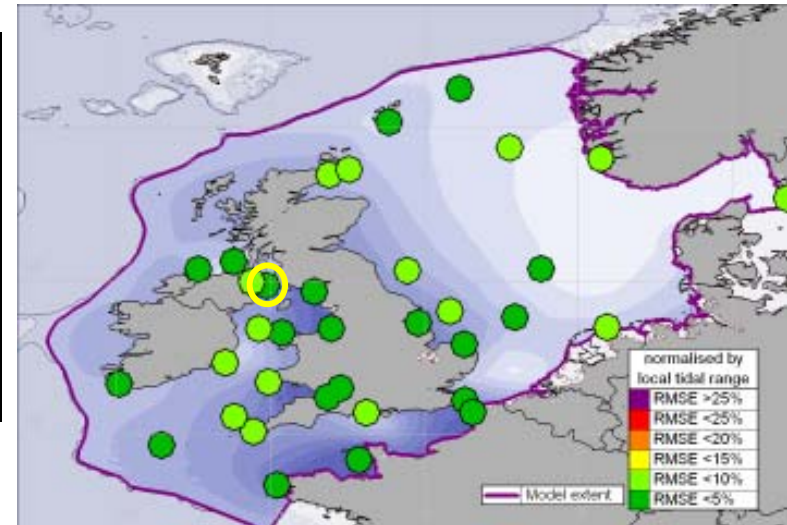 normalised by
local tidal range
RMSE >25%
RMSE <25%
RMSE <20%
RMSE <15%
RMSE <10%
RMSE <5%
Model extent